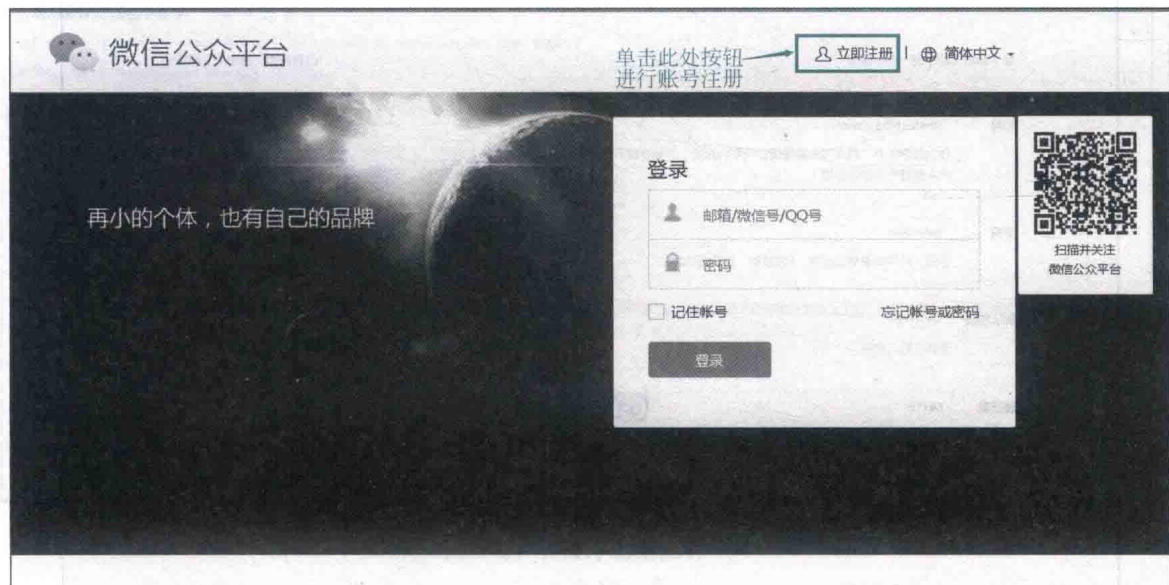 微信公众平台
单击此处按钮
进行账号注册
立即注册 | 简体中文
再小的个体，也有自己的品牌
登录
邮箱/微信号/QQ号
密码
记住帐号 忘记帐号或密码
登录
扫描并关注
微信公众平台